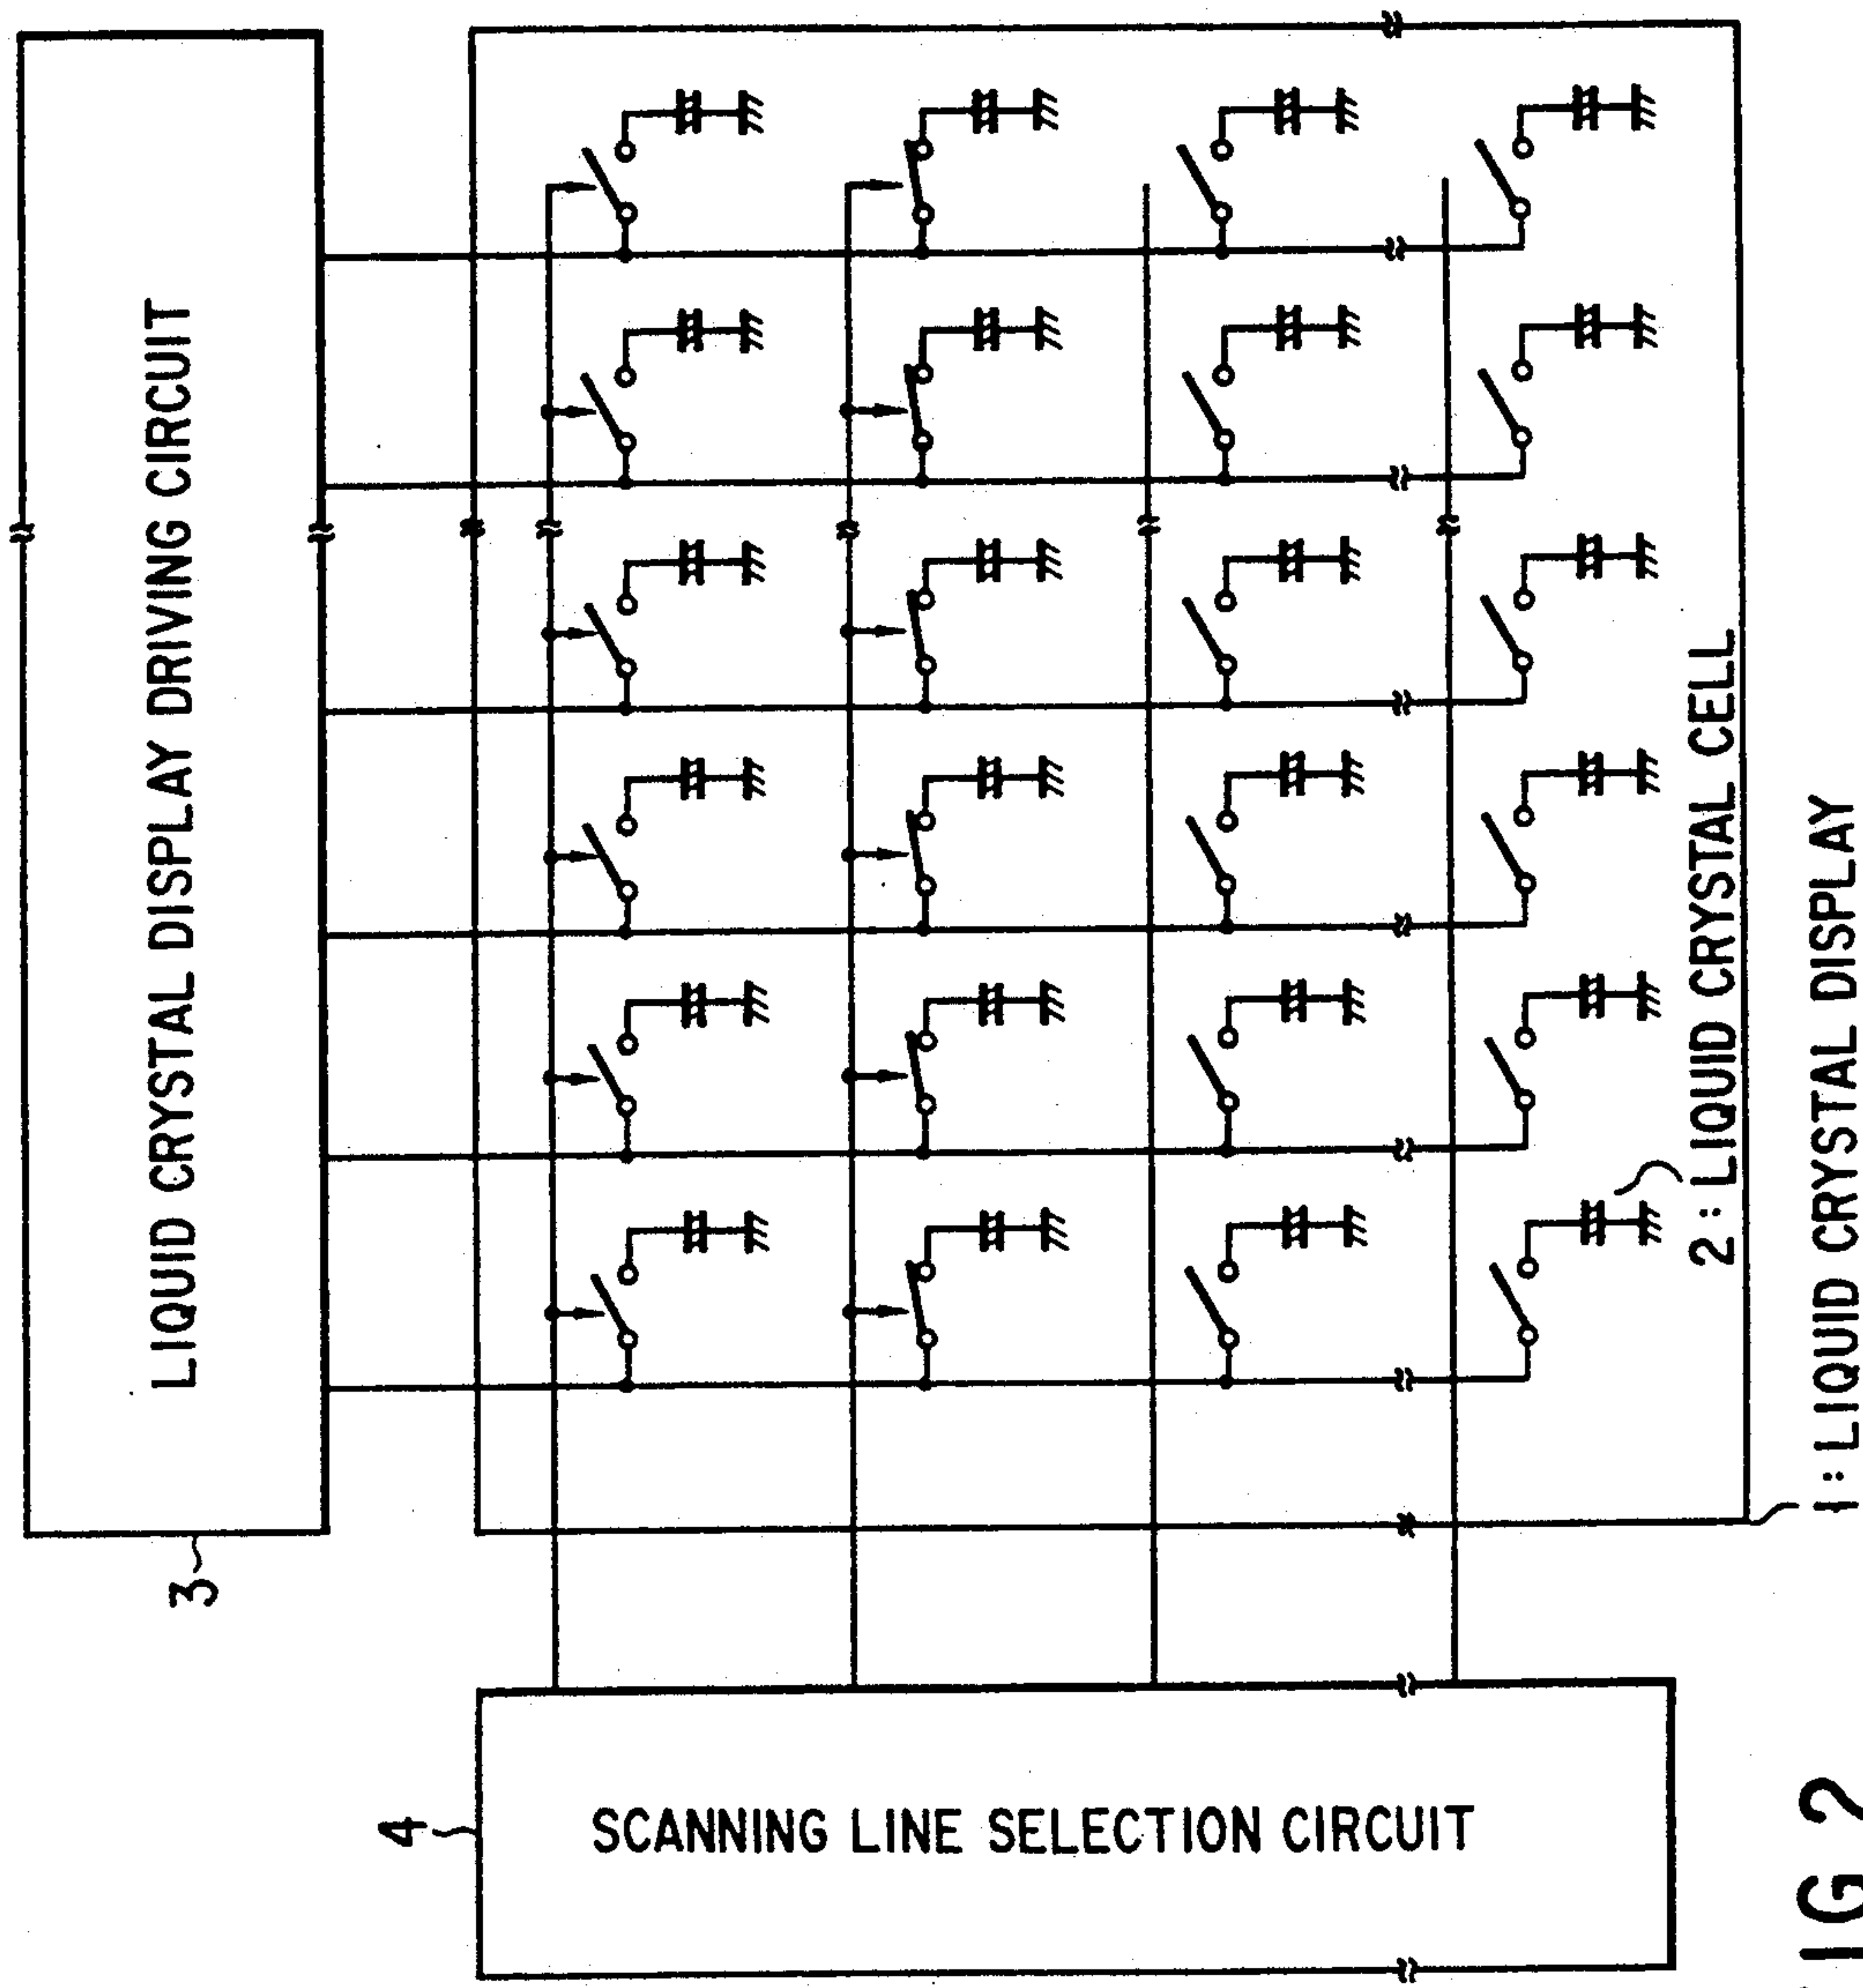 3
LIQUID CRYSTAL DISPLAY DRIVING CIRCUIT
4
SCANNING LINE SELECTION CIRCUIT
2: LIQUID CRYSTAL CELL
1: LIQUID CRYSTAL DISPLAY
IG 2